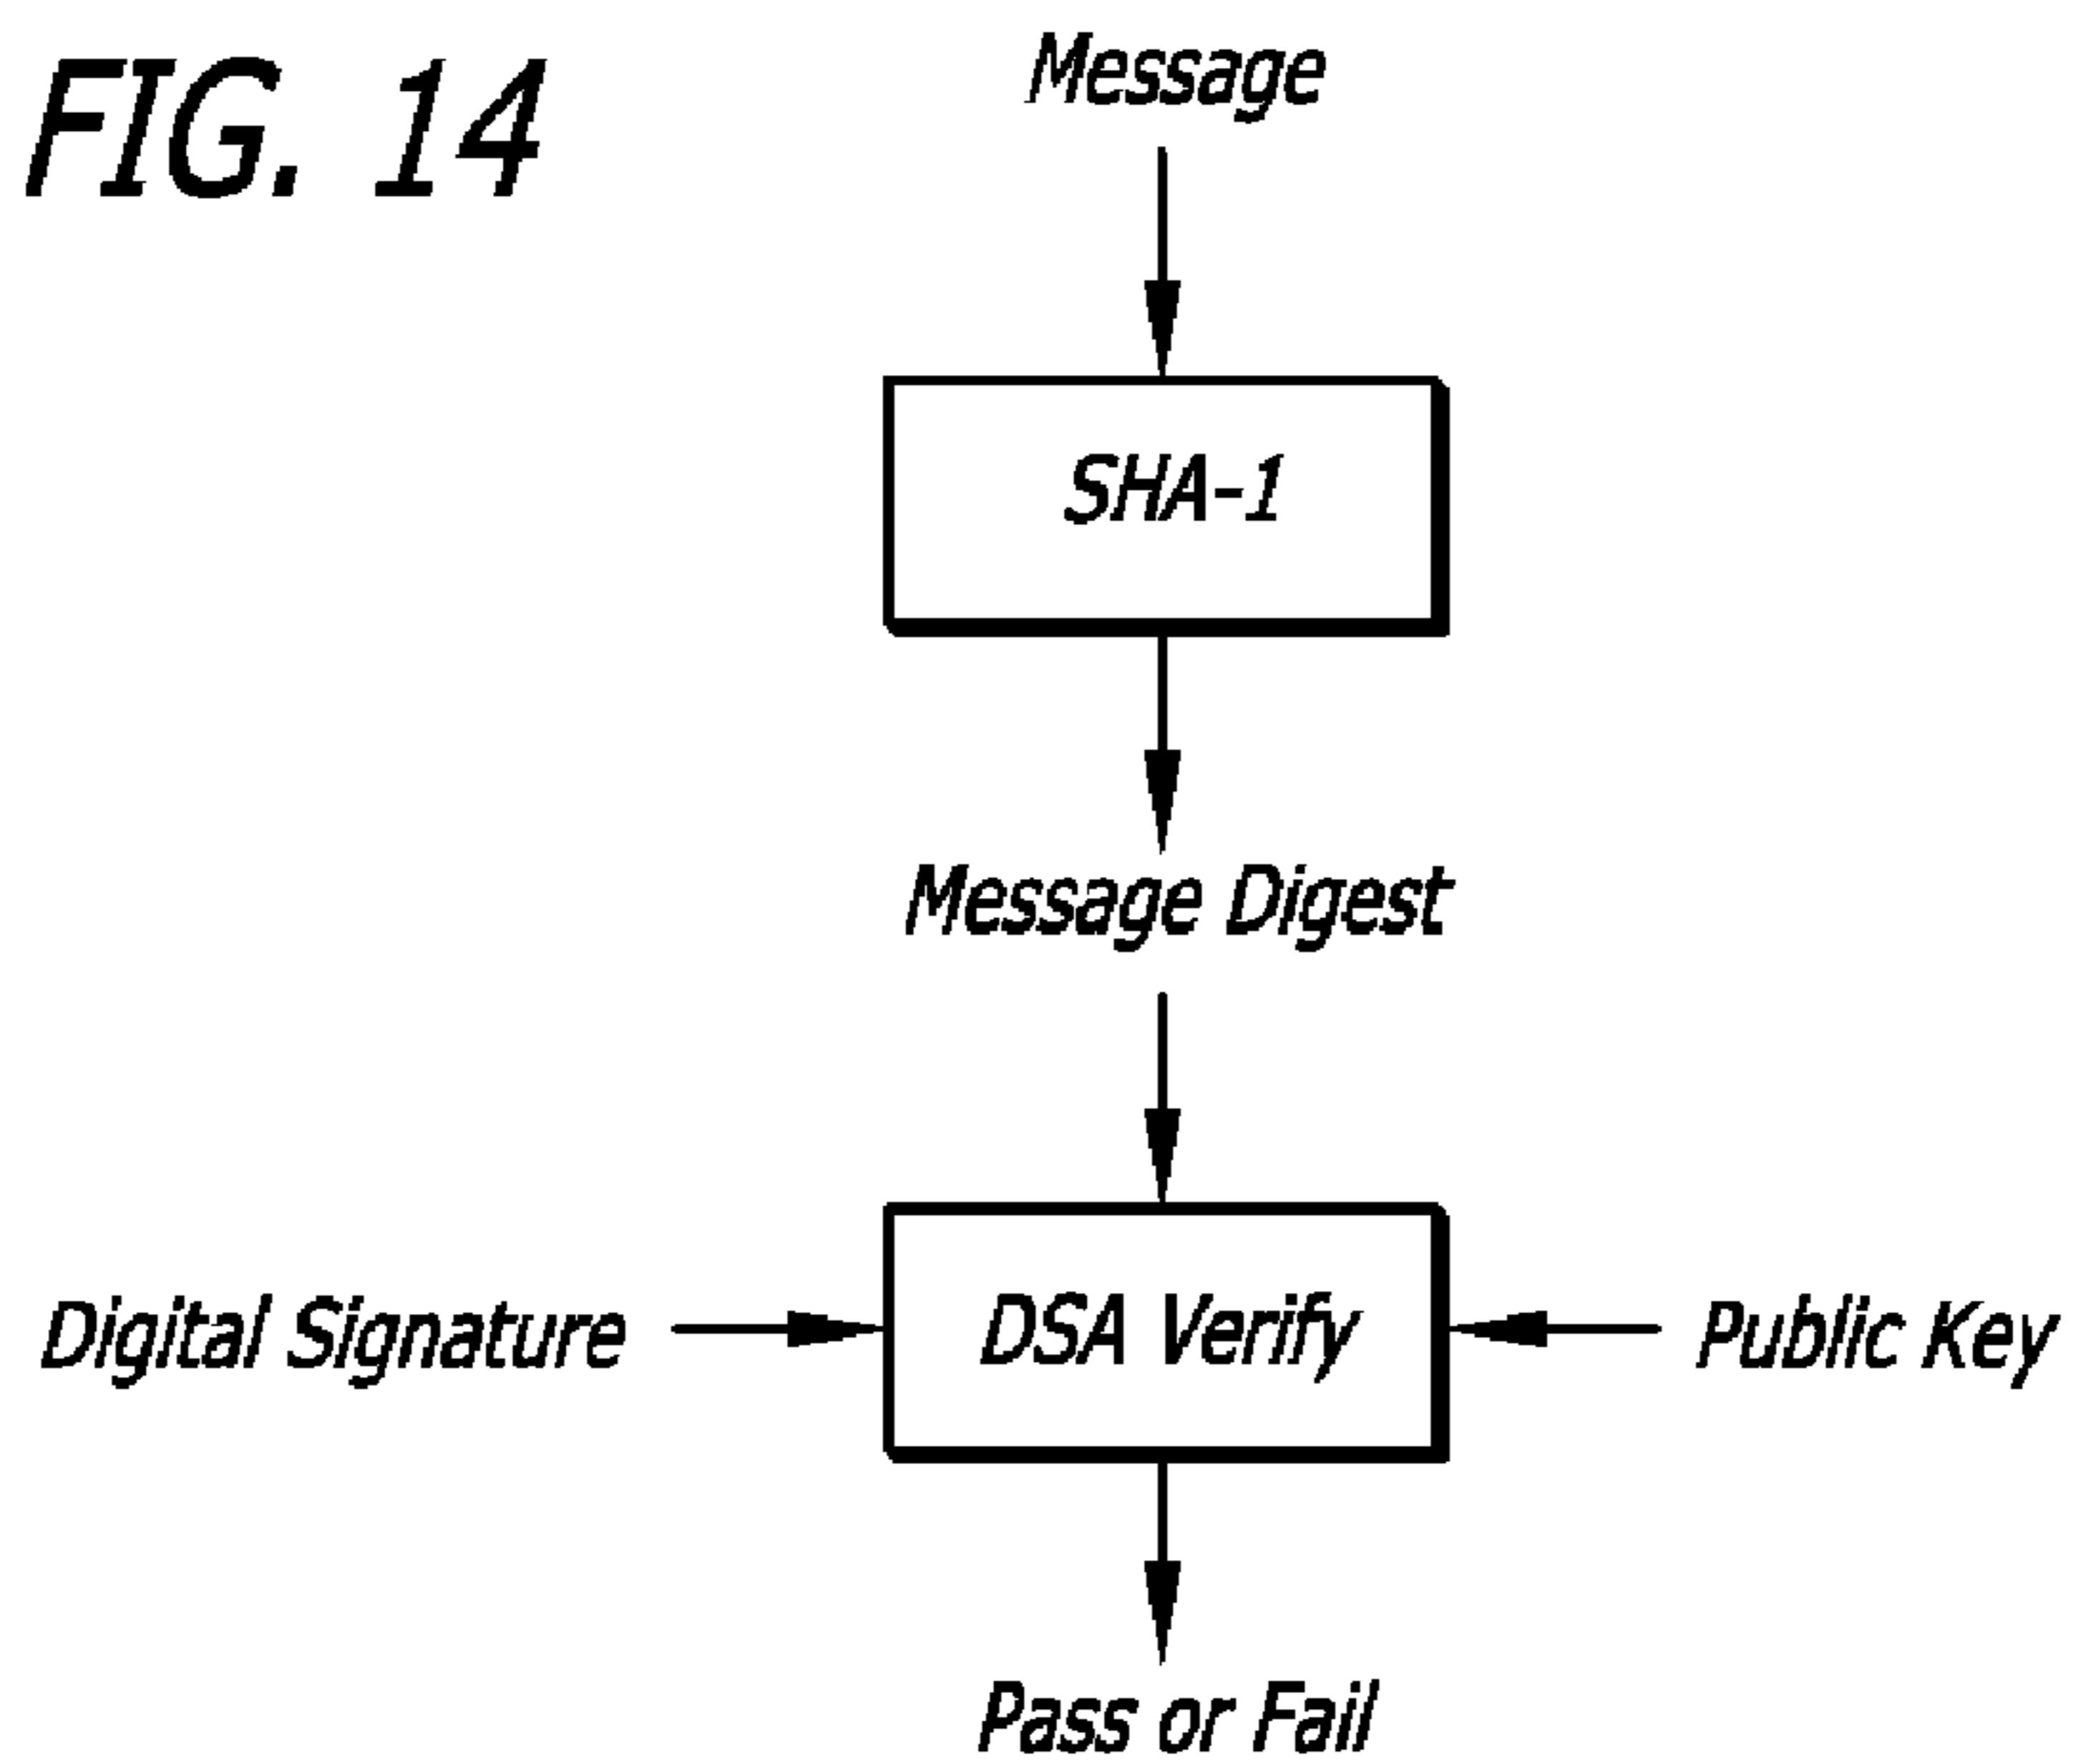 FIG. 14
Message
SHA-1
Message Digest
Digital Signature
DSA Verify
Public Key
Pass or Fail